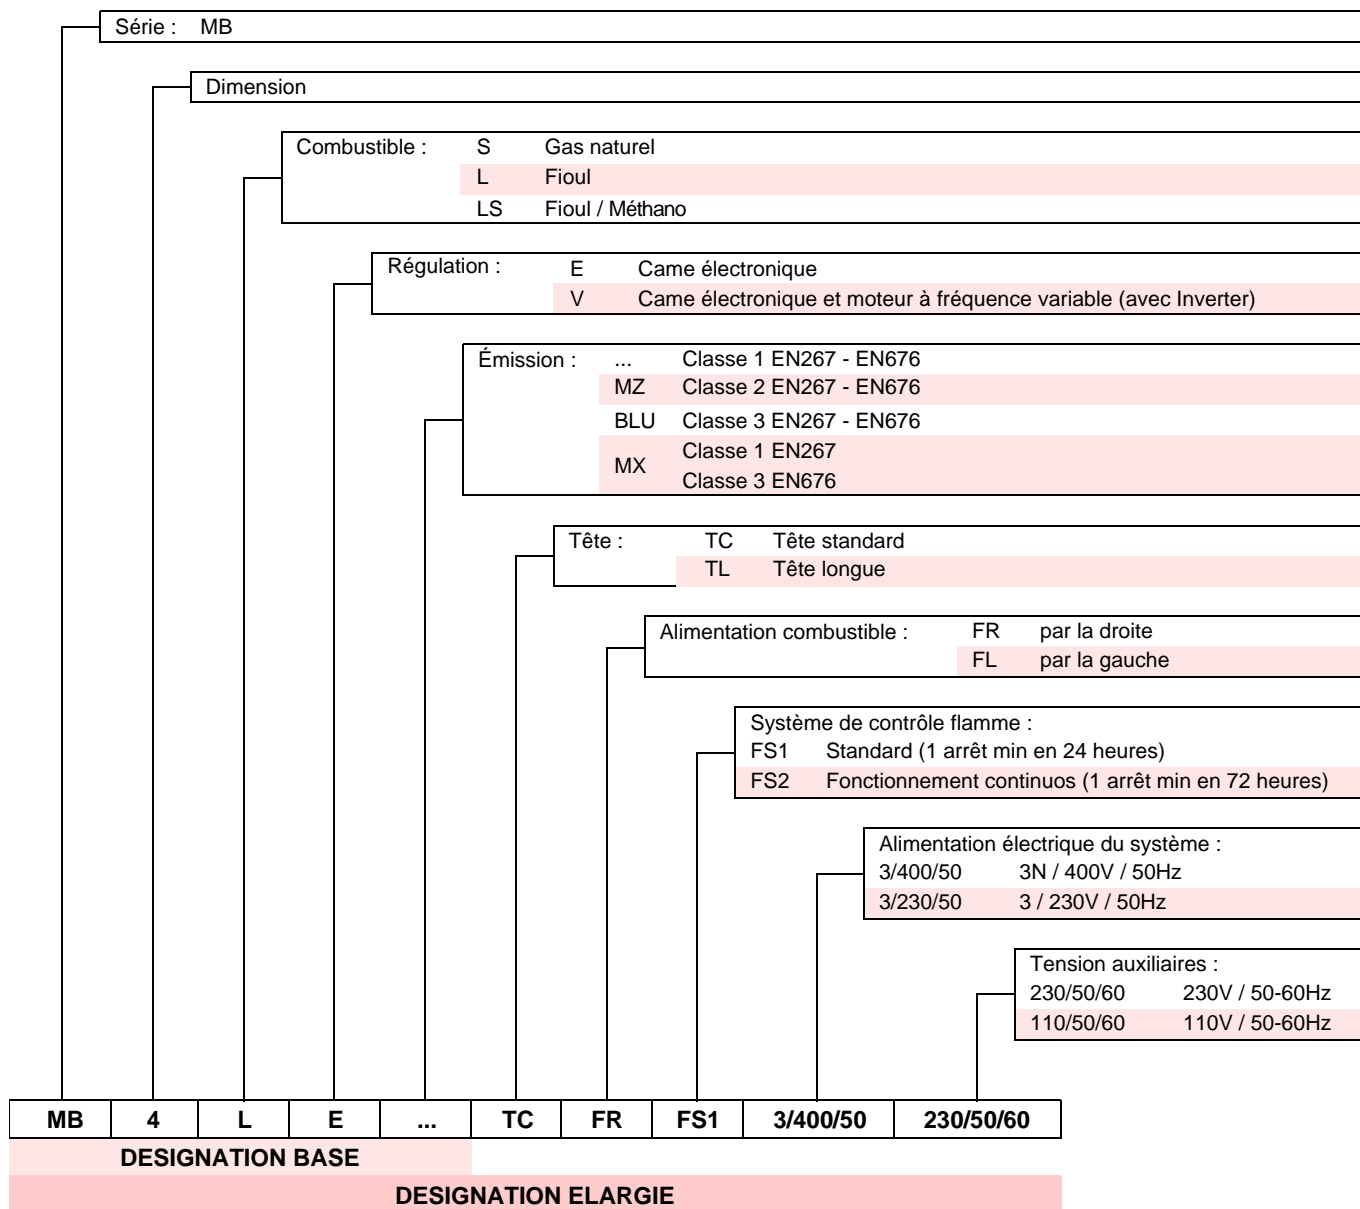 Série : MB
Dimension
Combustible : S Gas naturel
L Fioul
LS Fioul / Méthano
Régulation : E Came électronique
V Came électronique et moteur à fréquence variable (avec Inverter)
Émission : ... Classe 1 EN267 - EN676
MZ Classe 2 EN267 - EN676
BLU Classe 3 EN267 - EN676
MX Classe 1 EN267
Classe 3 EN676
Tête : TC Tête standard
TL Tête longue
Alimentation combustible : FR par la droite
FL par la gauche
Système de contrôle flamme :
FS1 Standard (1 arrêt min en 24 heures)
FS2 Fonctionnement continuos (1 arrêt min en 72 heures)
Alimentation électrique du système :
3/400/50 3N / 400V / 50Hz
3/230/50 3 / 230V / 50Hz
Tension auxiliaires :
230/50/60 230V / 50-60Hz
110/50/60 110V / 50-60Hz
MB 4 L E ... TC FR FS1 3/400/50 230/50/60
DESIGNATION BASE
DESIGNATION ELARGIE